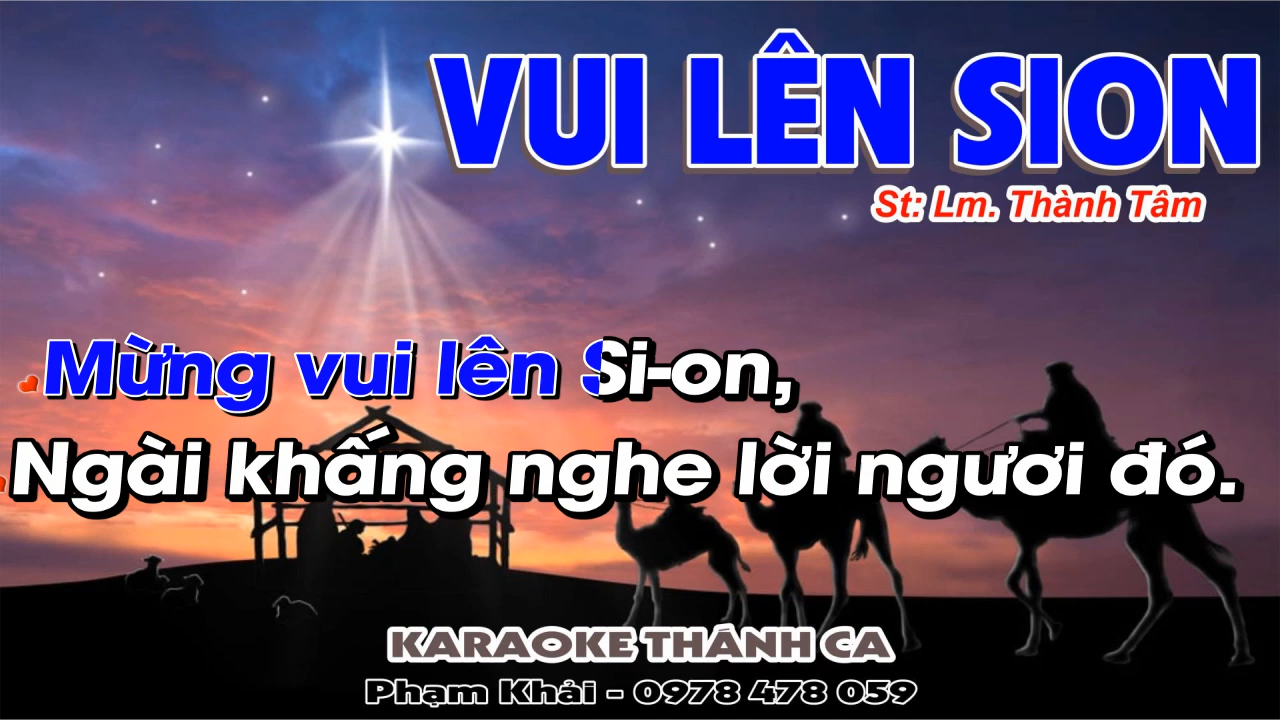 VUI LÊN SION
St: Lm. Thành Tâm
Mừng vui lên Si-on,
Ngài khấng nghe lời ngươi đó.
KARAOKE THÁNH CA
Phạm Khải - 0978 478 059